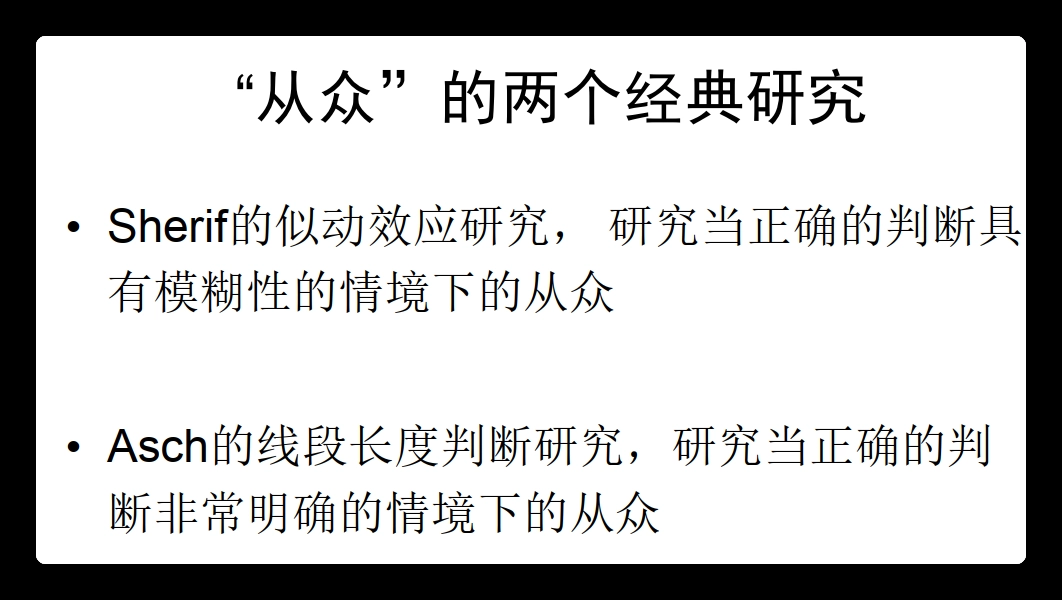 “从众”的两个经典研究
• Sherif的似动效应研究， 研究当正确的判断具
有模糊性的情境下的从众
• Asch的线段长度判断研究，研究当正确的判
断非常明确的情境下的从众